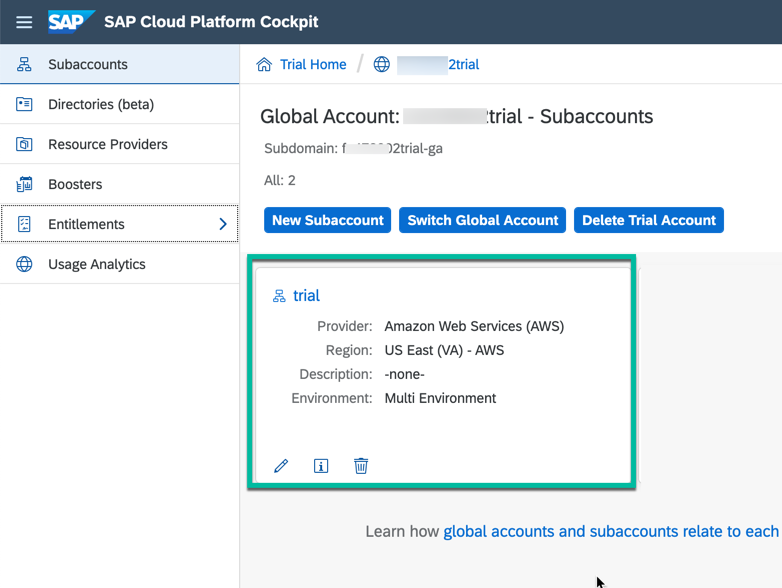 SAP SAP Cloud Platform Cockpit
Subaccounts
Directories (beta)
Resource Providers
Boosters
Entitlements
Usage Analytics
Trial Home / 2trial
Global Account: trial - Subaccounts
Subdomain: 2trial-ga
All: 2
New Subaccount Switch Global Account Delete Trial Account
trial
Provider: Amazon Web Services (AWS)
Region: US East (VA) - AWS
Description: -none-
Environment: Multi Environment
Learn how global accounts and subaccounts relate to each